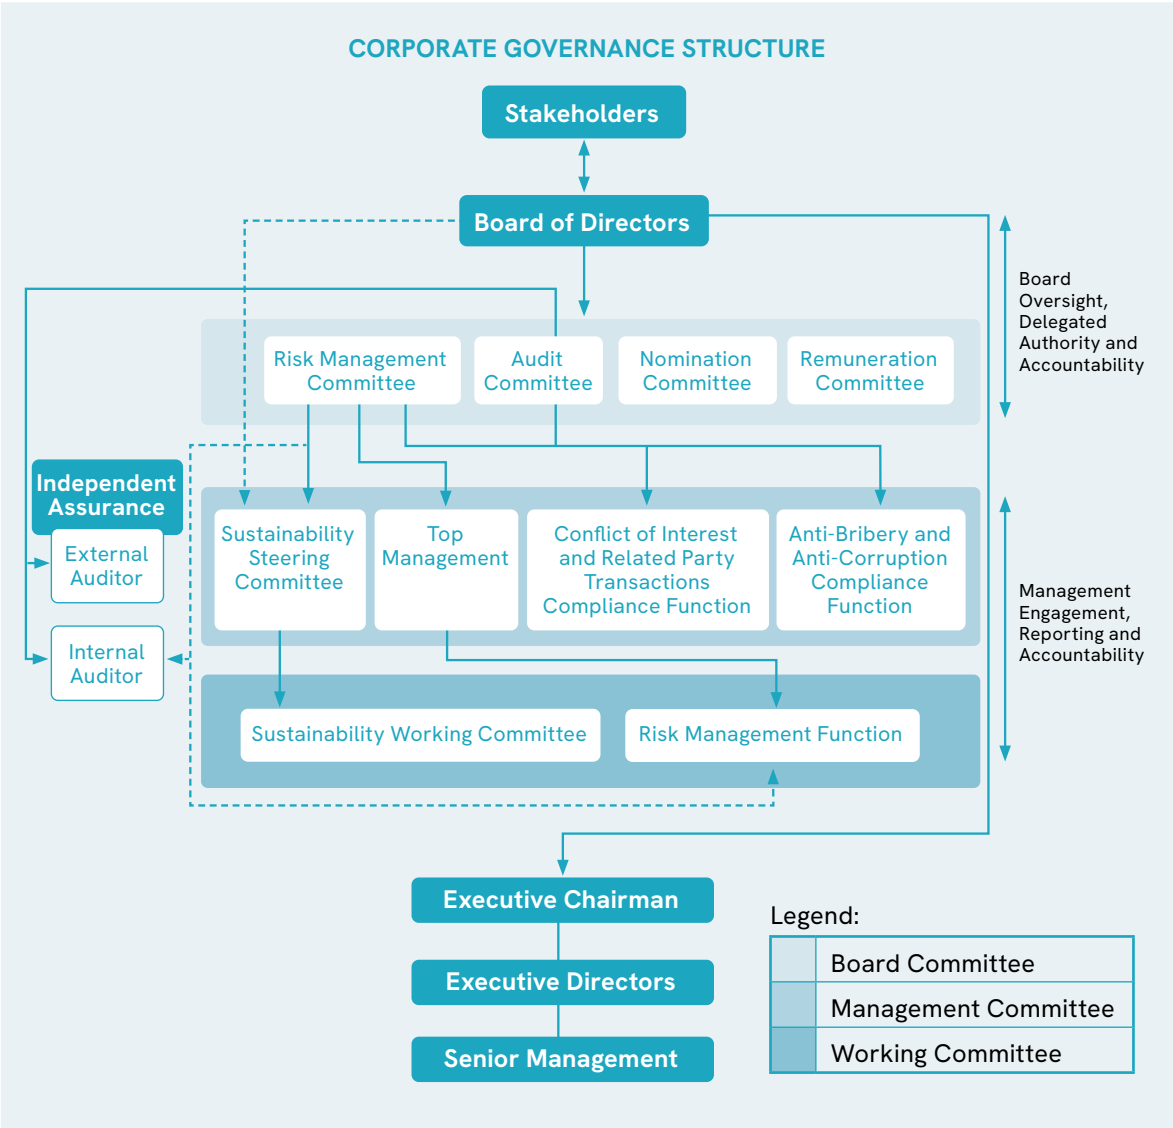 CORPORATE GOVERNANCE STRUCTURE
Stakeholders
Board of Directors
Board
Oversight,
Delegated
Authority and
Accountability
Risk Management
Committee
Audit
Committee
Nomination
Committee
Remuneration
Committee
Independent
Assurance
External
Auditor
Internal
Auditor
Sustainability
Steering
Committee
Top
Management
Conflict of Interest
and Related Party
Transactions
Compliance Function
Anti-Bribery and
Anti-Corruption
Compliance
Function
Management
Engagement,
Reporting and
Accountability
Sustainability Working Committee
Risk Management Function
Executive Chairman
Executive Directors
Senior Management
Legend:
Board Committee
Management Committee
Working Committee